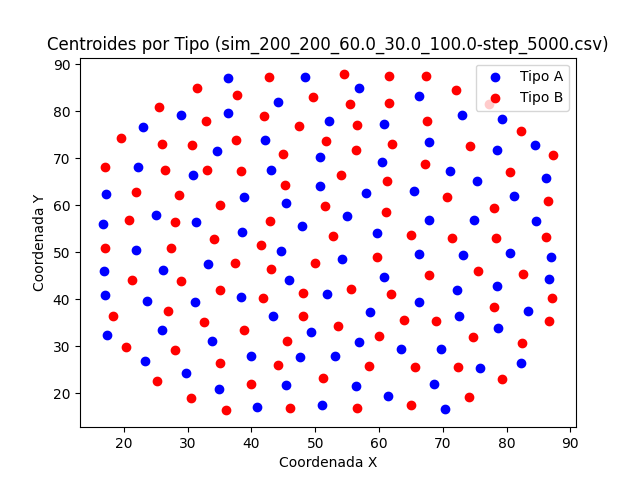 Centroides por Tipo (sim_200_200_60.0_30.0_100.0-step_5000.csv)
Tipo A
Tipo B
90
80
70
60
50
40
30
20
Coordenada Y
20 30 40 50 60 70 80 90
Coordenada X